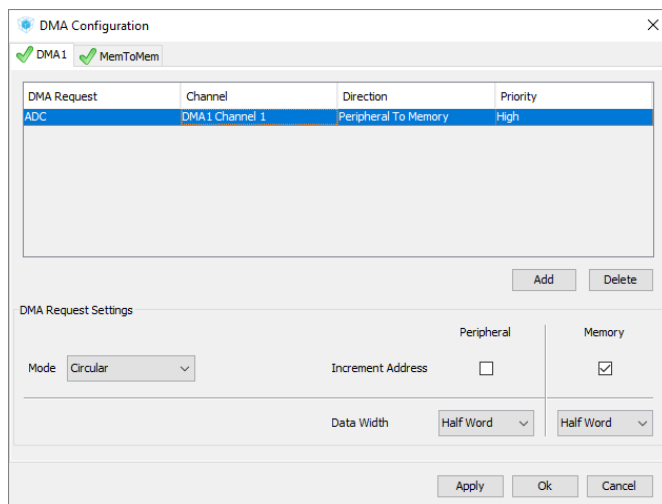 DMA Configuration
DMA1 MemToMem
DMA Request Channel Direction Priority
ADC DMA1 Channel 1 Peripheral To Memory High
Add Delete
DMA Request Settings
Peripheral Memory
Mode Circular Increment Address
Data Width Half Word Half Word
Apply Ok Cancel